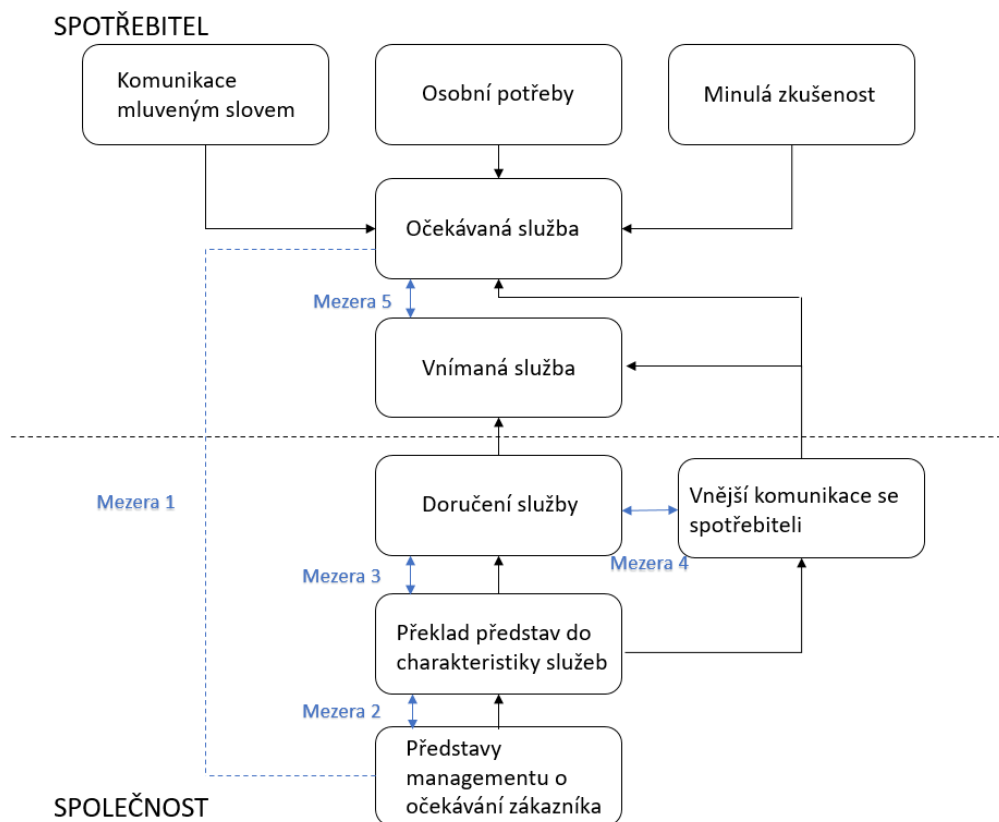 SPOTŘEBITEL
Komunikace
mluveným slovem
Osobní potřeby
Minulá zkušenost
Očekávaná služba
Mezera 5
Vnímaná služba
Mezera 1
Doručení služby
Vnější komunikace se
spotřebiteli
Mezera 3
Mezera 4
Překlad představ do
charakteristiky služeb
Mezera 2
Představy
managementu o
očekávání zákazníka
SPOLEČNOST